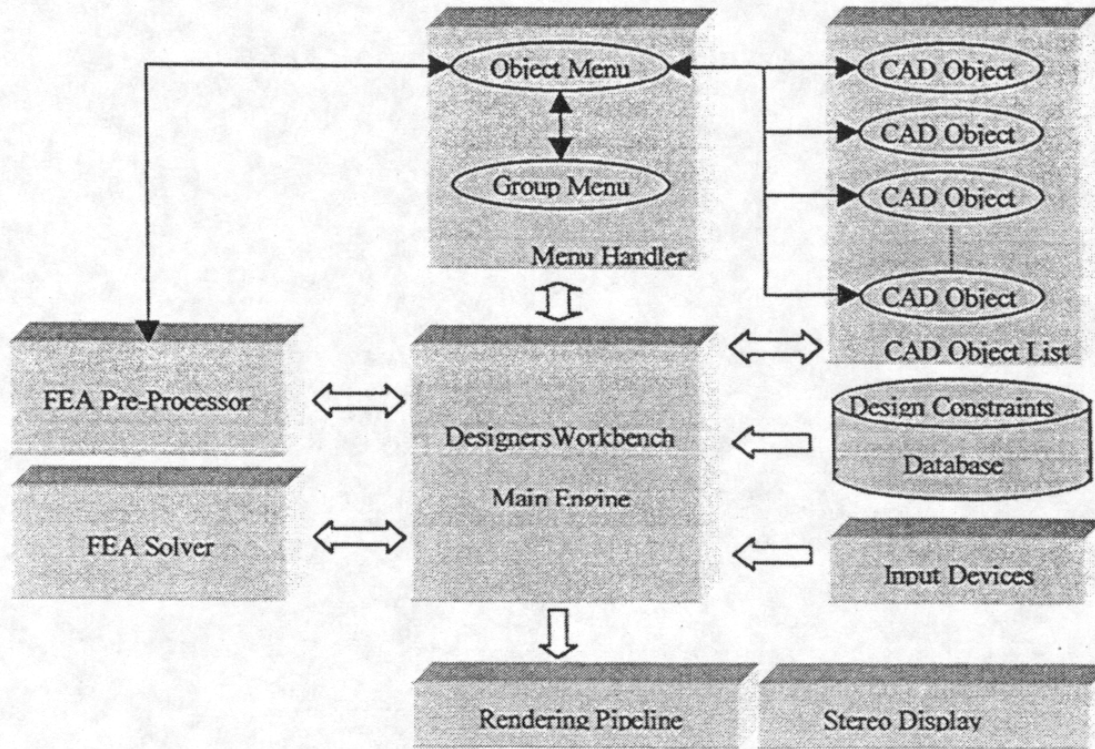 Object Menu
Group Menu
Menu Handler
CAD Object
CAD Object
CAD Object
CAD Object
CAD Object List
FEA Pre-Processor
FEA Solver
DesignersWorkbench
Main Engine
Design Constraints
Database
Input Devices
Rendering Pipeline
Stereo Display